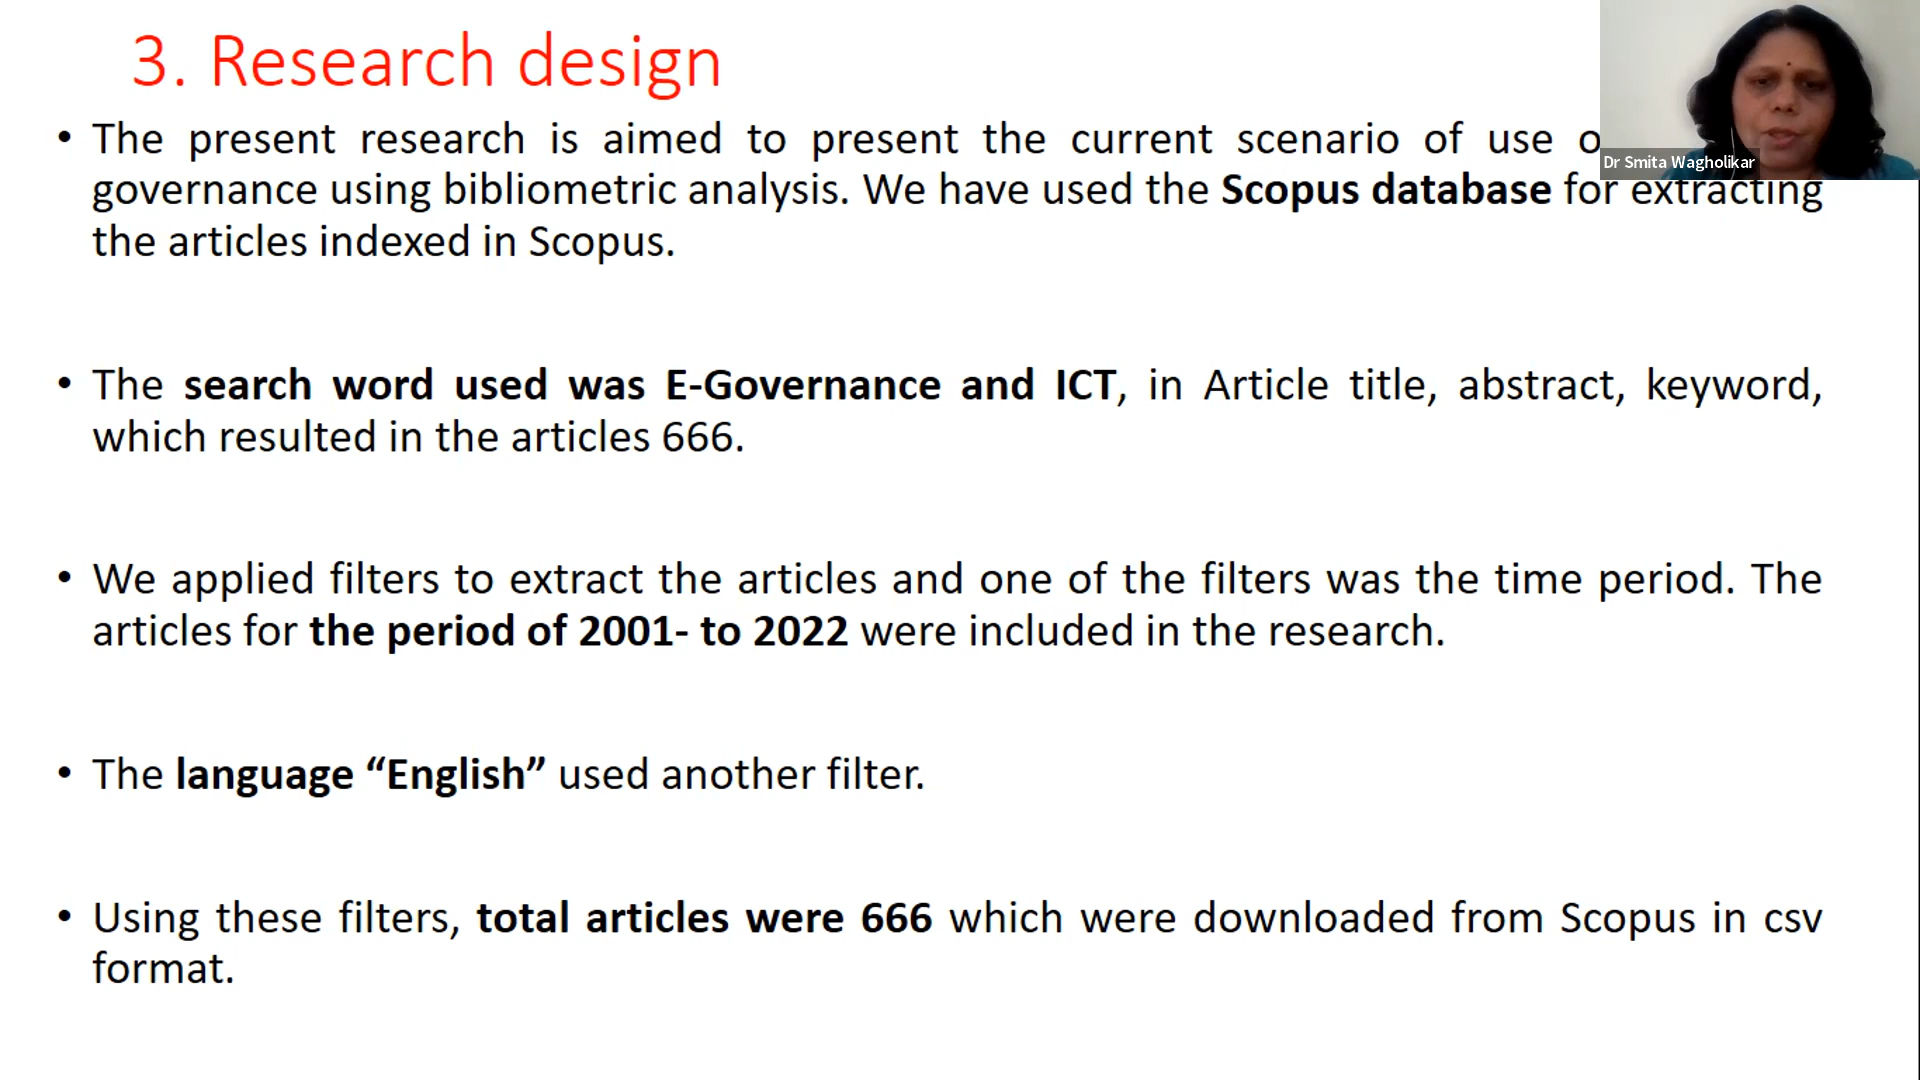 3. Research design
• The present research is aimed to present the current scenario of use
governance using bibliometric analysis. We have used the Scopus database for extracting
the articles indexed in Scopus.
• The search word used was E-Governance and ICT, in Article title, abstract, keyword,
which resulted in the articles 666.
• We applied filters to extract the articles and one of the filters was the time period. The
articles for the period of 2001- to 2022 were included in the research.
• The language “English” used another filter.
• Using these filters, total articles were 666 which were downloaded from Scopus in csv
format.
Dr Smita Wagholikar